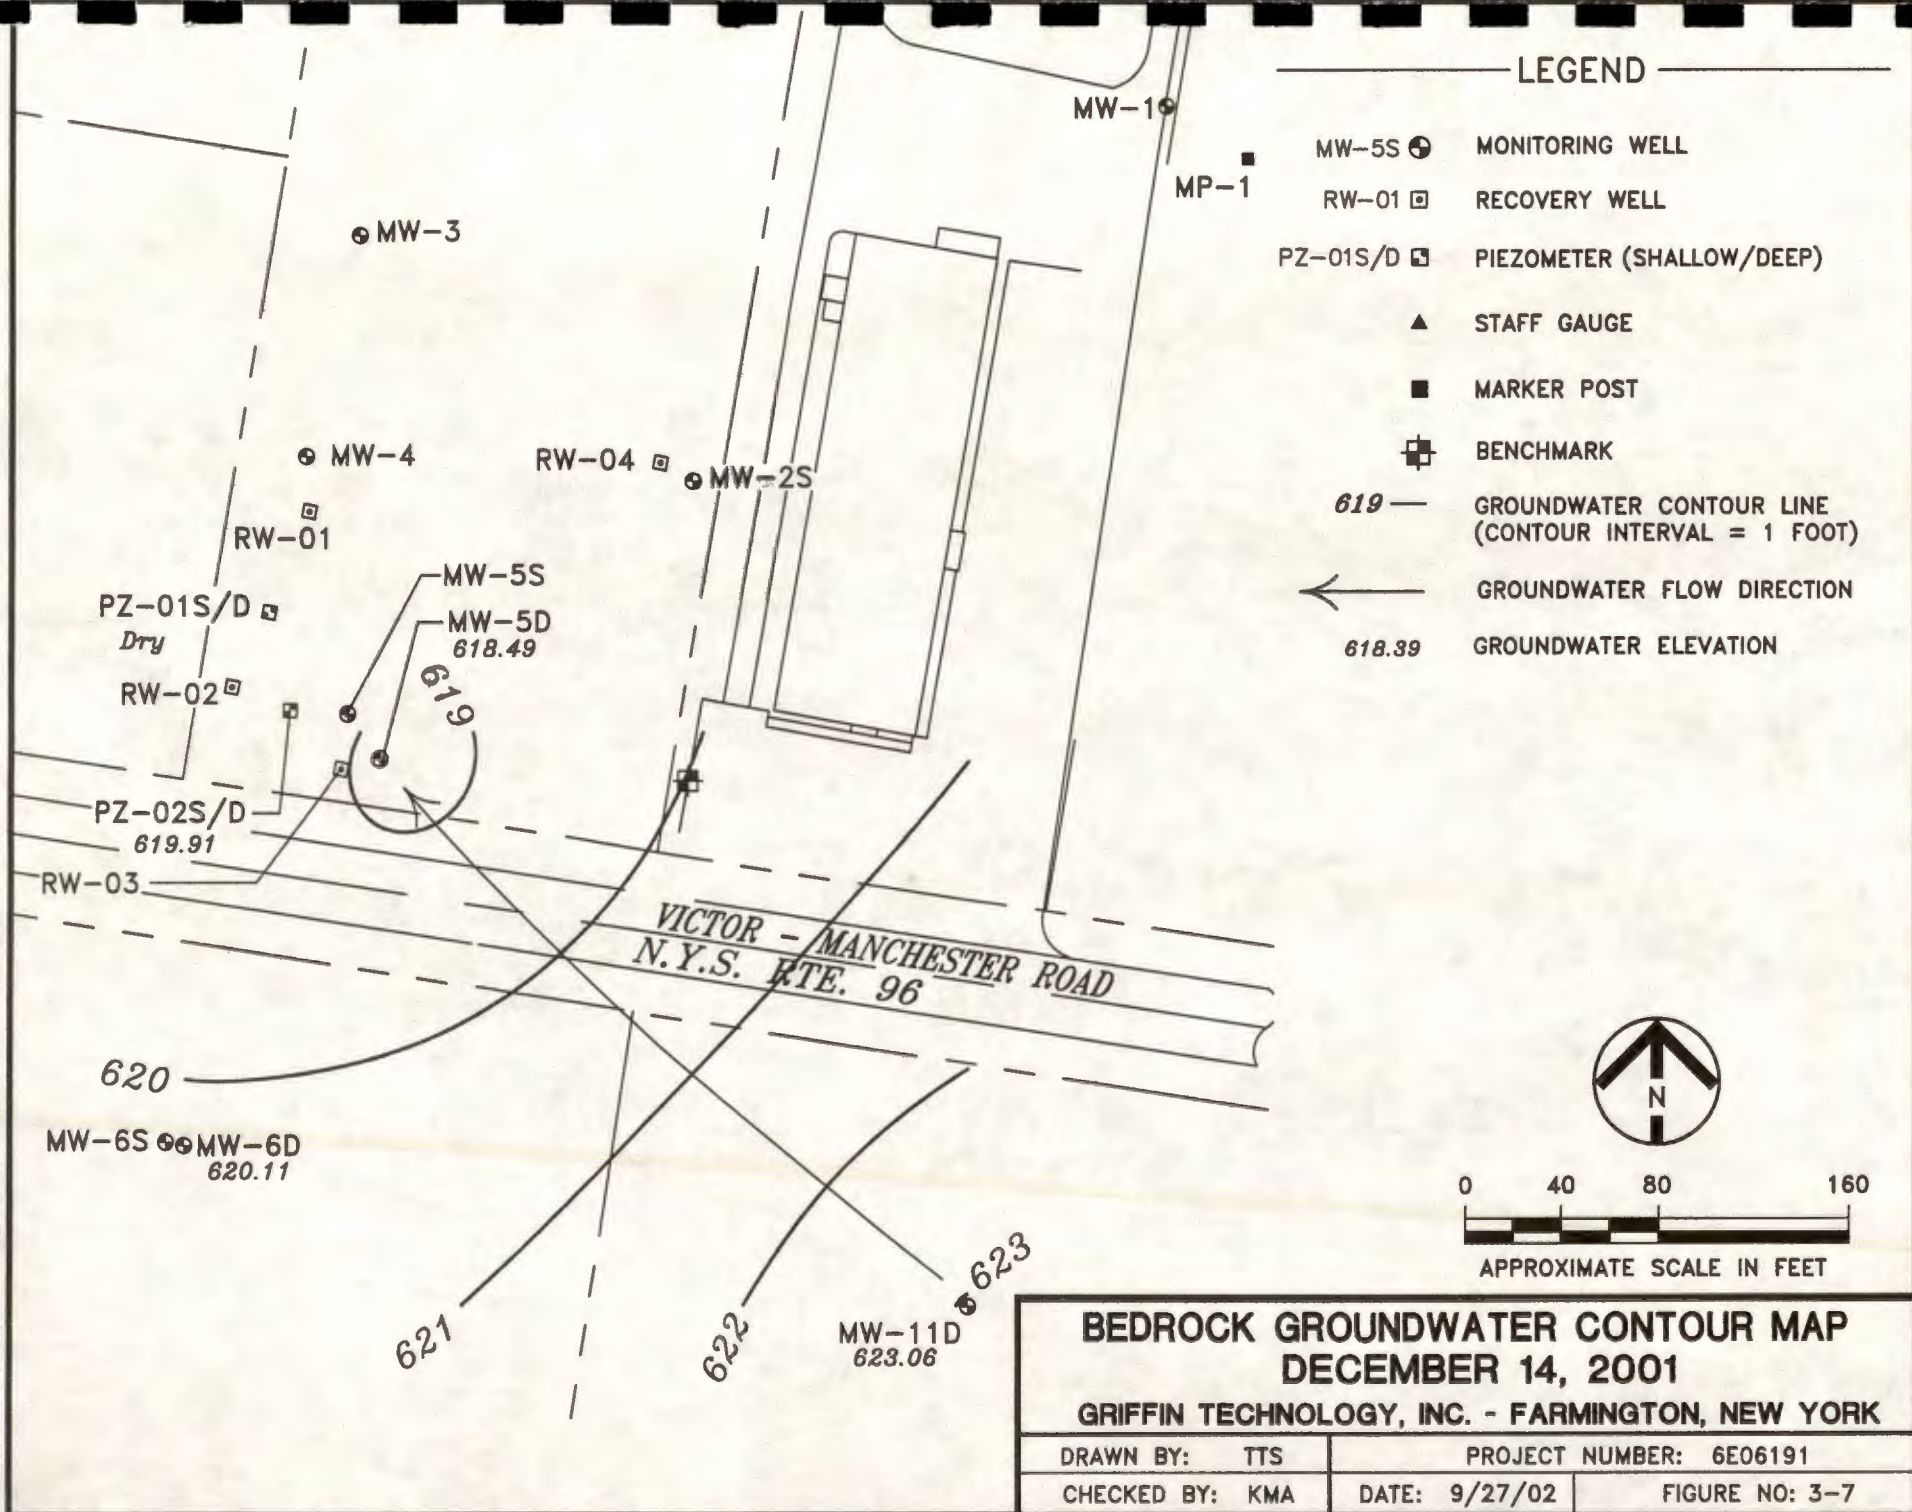 LEGEND
MW-5S MONITORING WELL
RW-01 RECOVERY WELL
PZ-01S/D PIEZOMETER (SHALLOW/DEEP)
STAFF GAUGE
MARKER POST
BENCHMARK
619 GROUNDWATER CONTOUR LINE
(CONTOUR INTERVAL = 1 FOOT)
GROUNDWATER FLOW DIRECTION
618.39 GROUNDWATER ELEVATION
MW-1
MP-1
MW-3
MW-4
RW-04
MW-2S
RW-01
MW-5S
PZ-01S/D
Dry
MW-5D
618.49
619
RW-02
PZ-02S/D
619.91
RW-03
VICTOR - MANCHESTER ROAD
N.Y.S. RTE. 96
620
MW-6S MW-6D
620.11
621
622
623
MW-11D
623.06
N
0 40 80 160
APPROXIMATE SCALE IN FEET
BEDROCK GROUNDWATER CONTOUR MAP
DECEMBER 14, 2001
GRIFFIN TECHNOLOGY, INC. - FARMINGTON, NEW YORK
DRAWN BY: TTS PROJECT NUMBER: 6E06191
CHECKED BY: KMA DATE: 9/27/02 FIGURE NO: 3-7